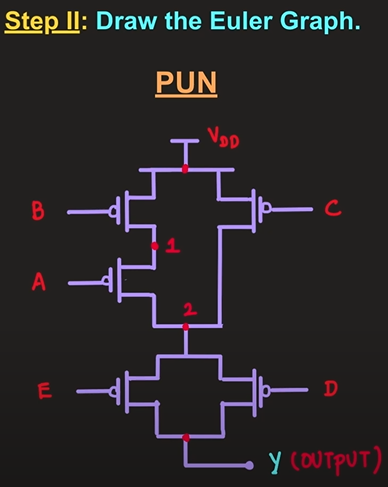 Step II: Draw the Euler Graph.
PUN
VDD
B
C
1
A
2
E
D
Y (OUTPUT)